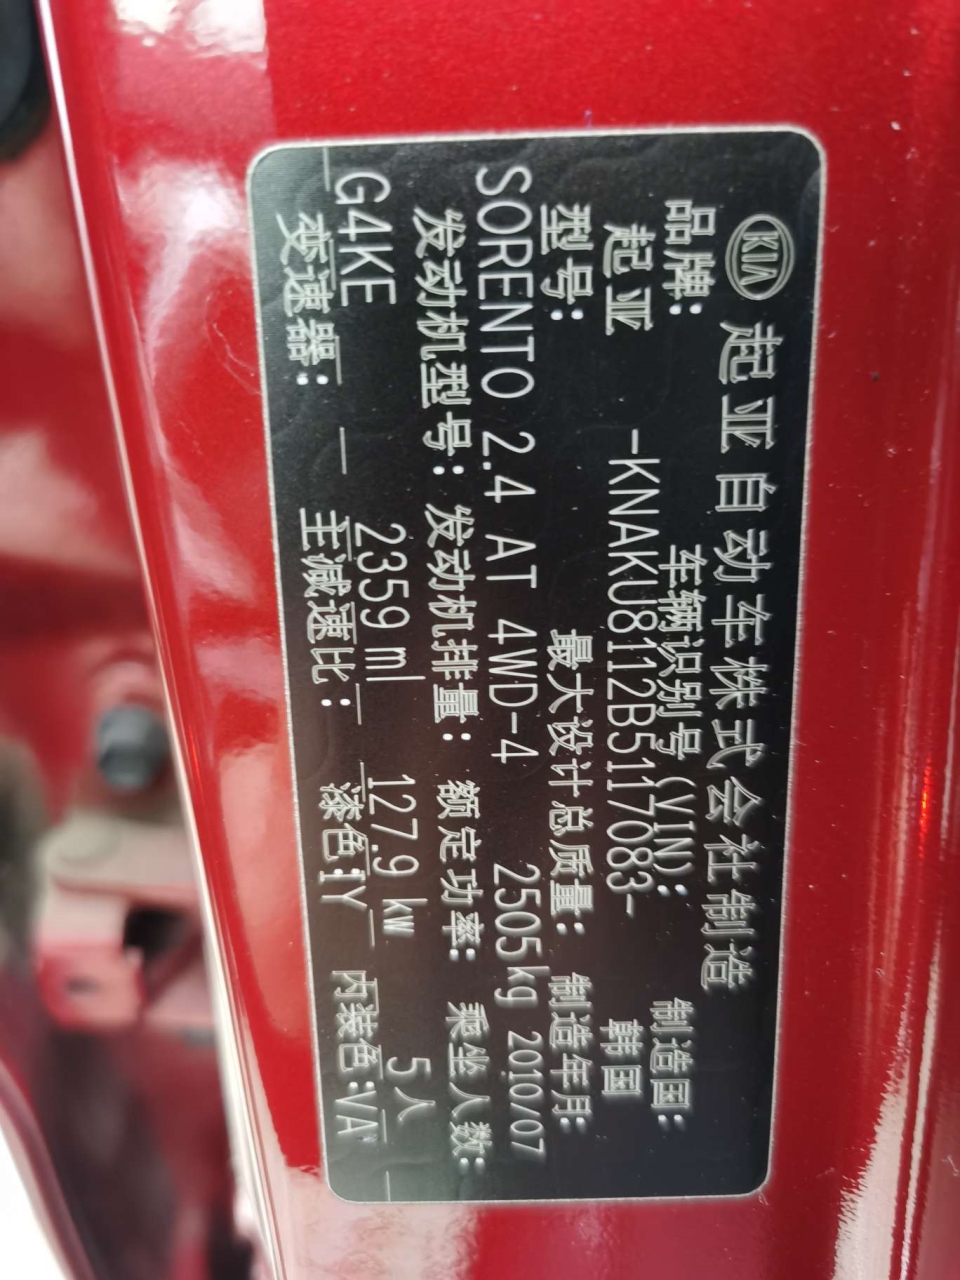 KIA 起亚自动车株式会社制造
品牌: 车辆识别号(VIN): 制造国:
起亚 -KNAKU8112B5117083- 韩国
型号: 最大设计总质量: 制造年月:
SORENTO 2.4 AT 4WD-4 2505kg 2010/07
发动机型号: 发动机排量: 额定功率: 乘坐人数:
G4KE 2359 ml 127.9 kw 5人
变速器: 主减速比: 漆色:1Y 内装色:VA